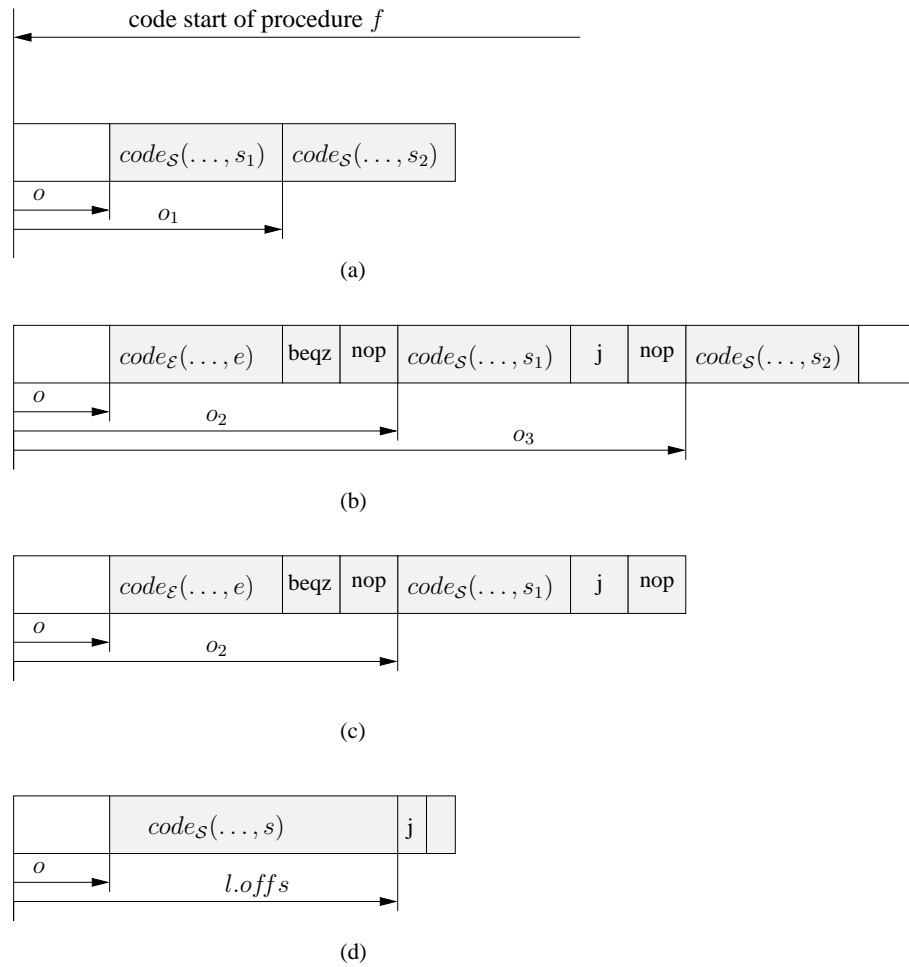 code start of procedure f
code_S(…, s_1) code_S(…, s_2)
o
o_1
(a)
code_E(…, e) beqz nop code_S(…, s_1) j nop code_S(…, s_2)
o
o_2
o_3
(b)
code_E(…, e) beqz nop code_S(…, s_1) j nop
o
o_2
(c)
code_S(…, s) j
o
l.offs
(d)